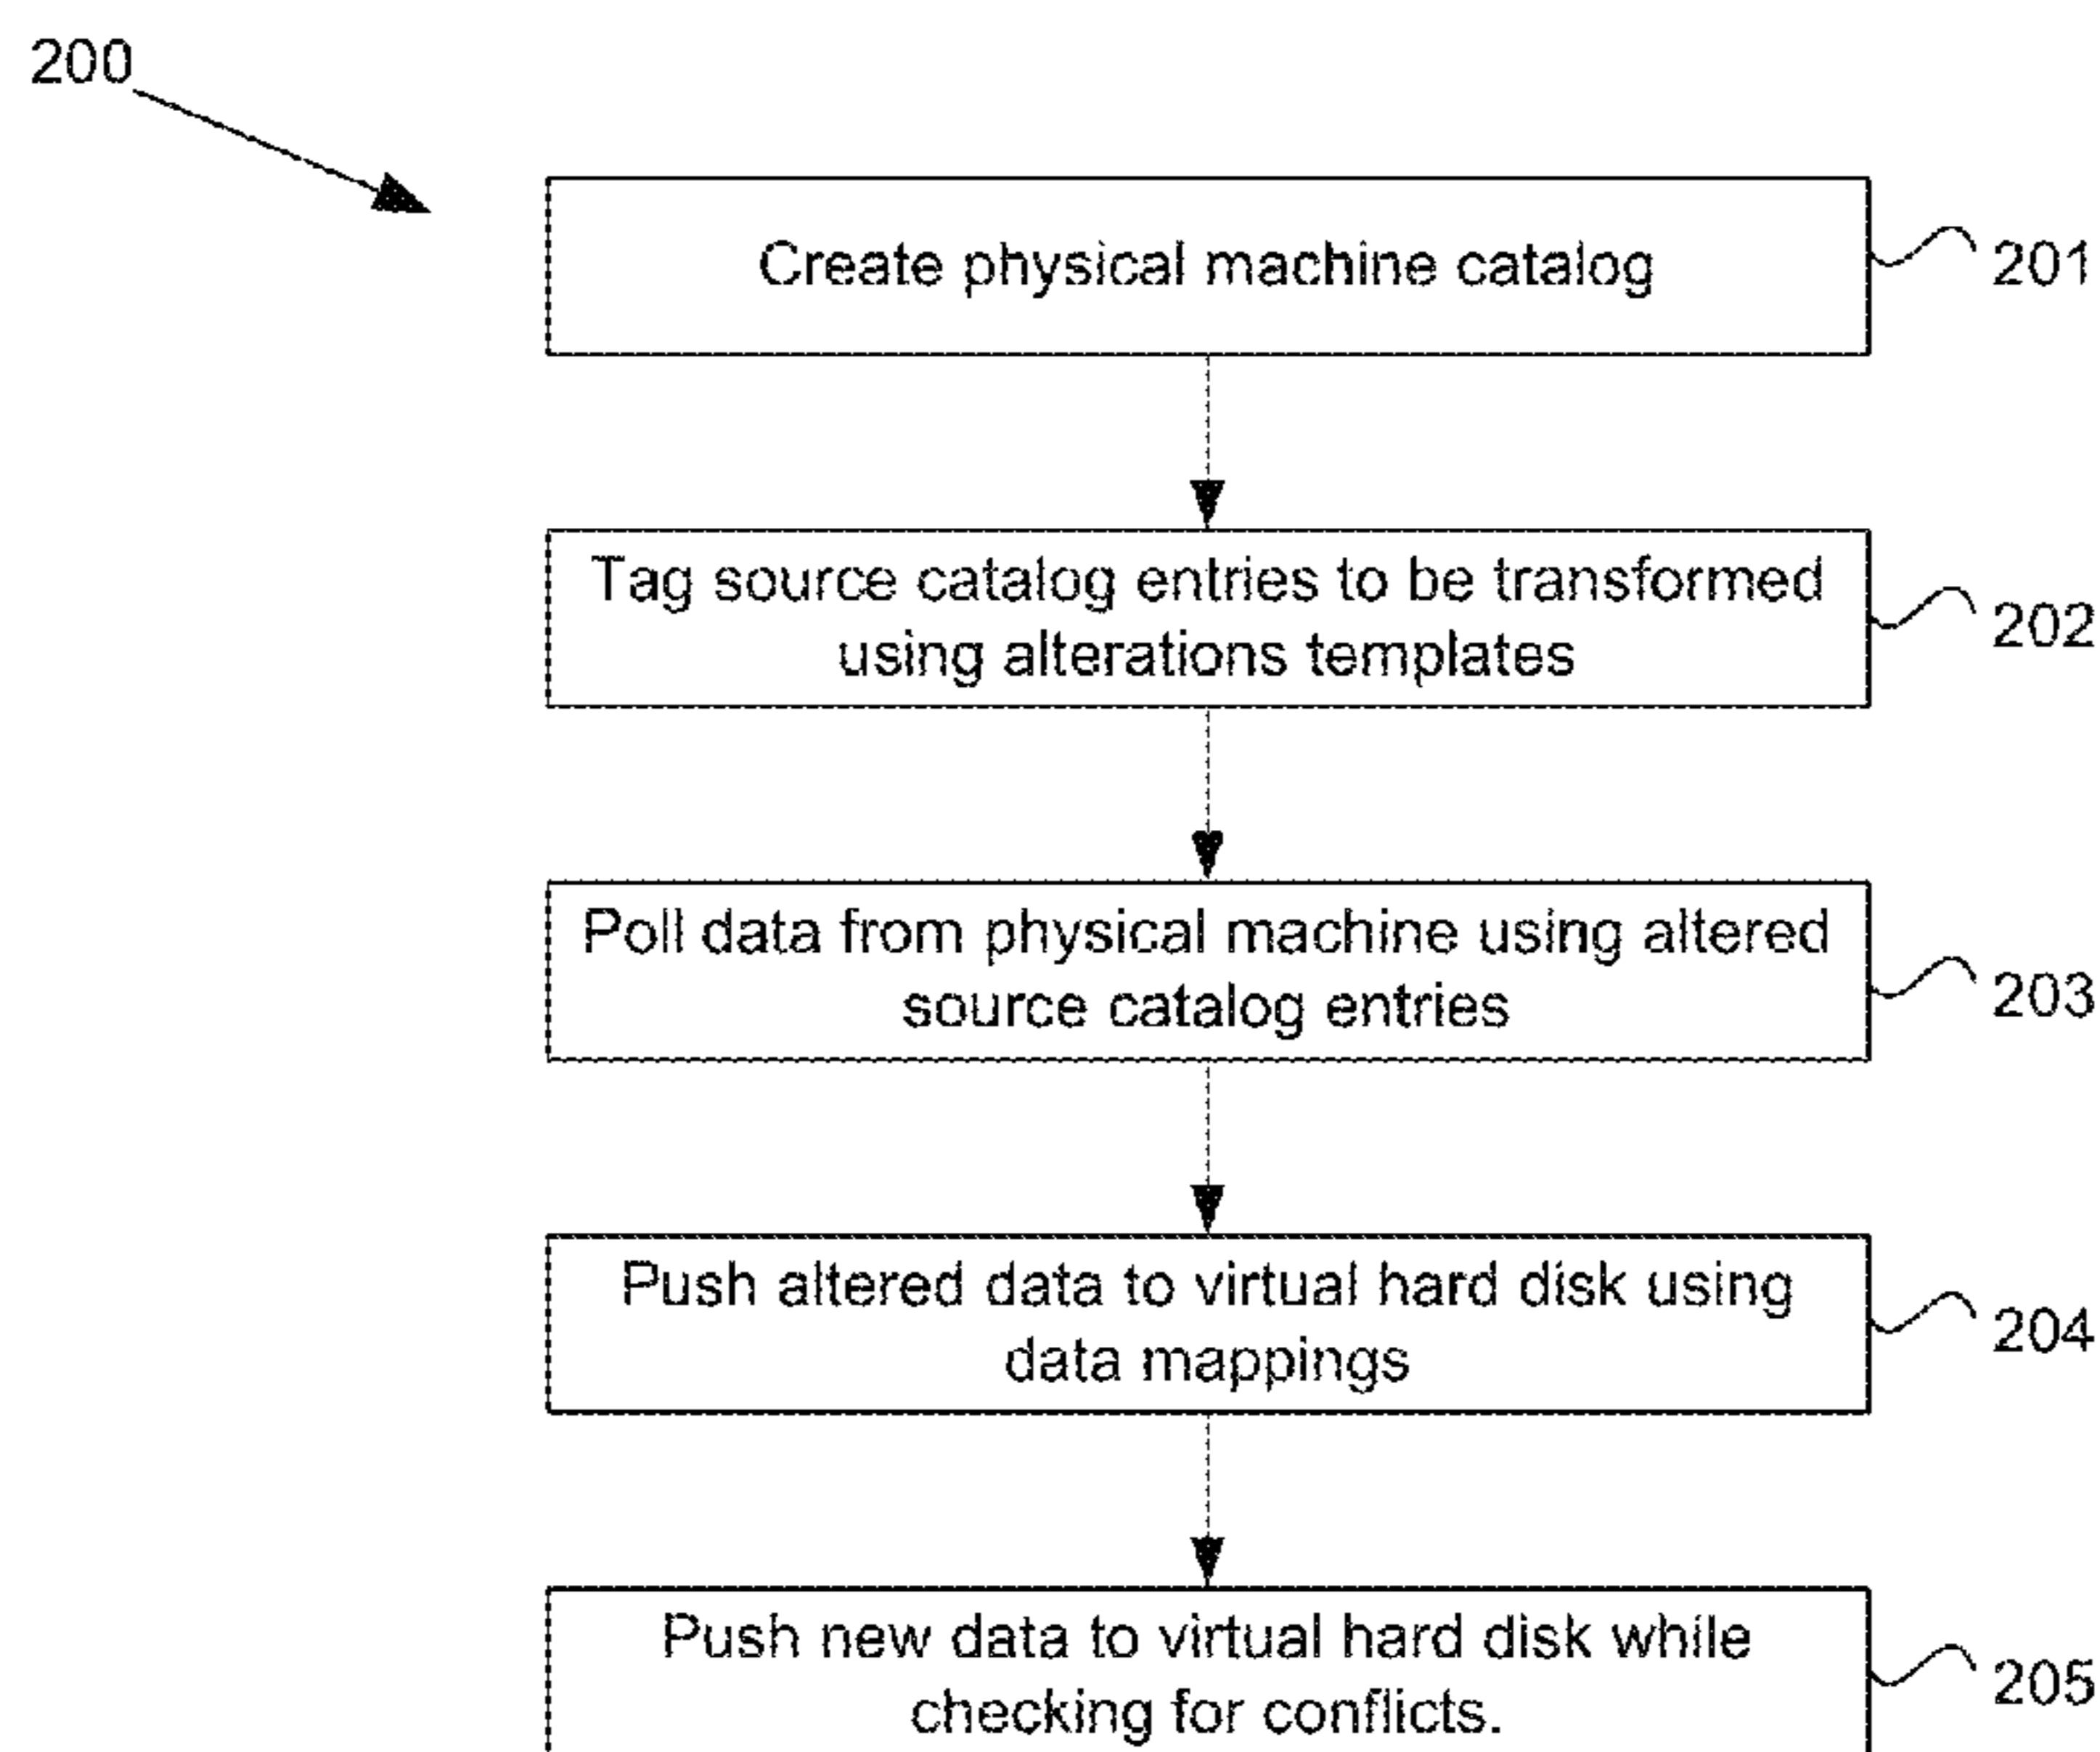 200
Create physical machine catalog
201
Tag source catalog entries to be transformed
using alterations templates
202
Poll data from physical machine using altered
source catalog entries
203
Push altered data to virtual hard disk using
data mappings
204
Push new data to virtual hard disk while
checking for conflicts.
205